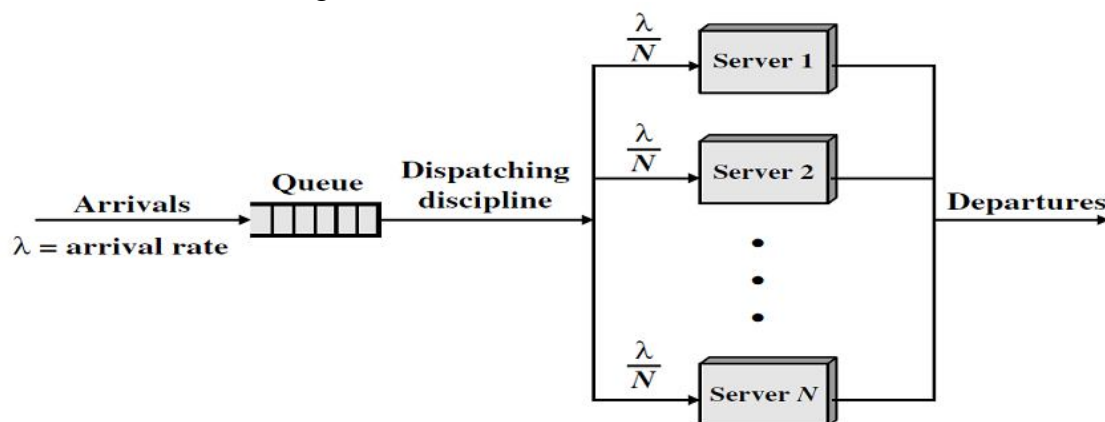 λ
N
Server 1
λ
N
Server 2
Queue
Dispatching
discipline
Arrivals
λ = arrival rate
Departures
λ
N
Server N